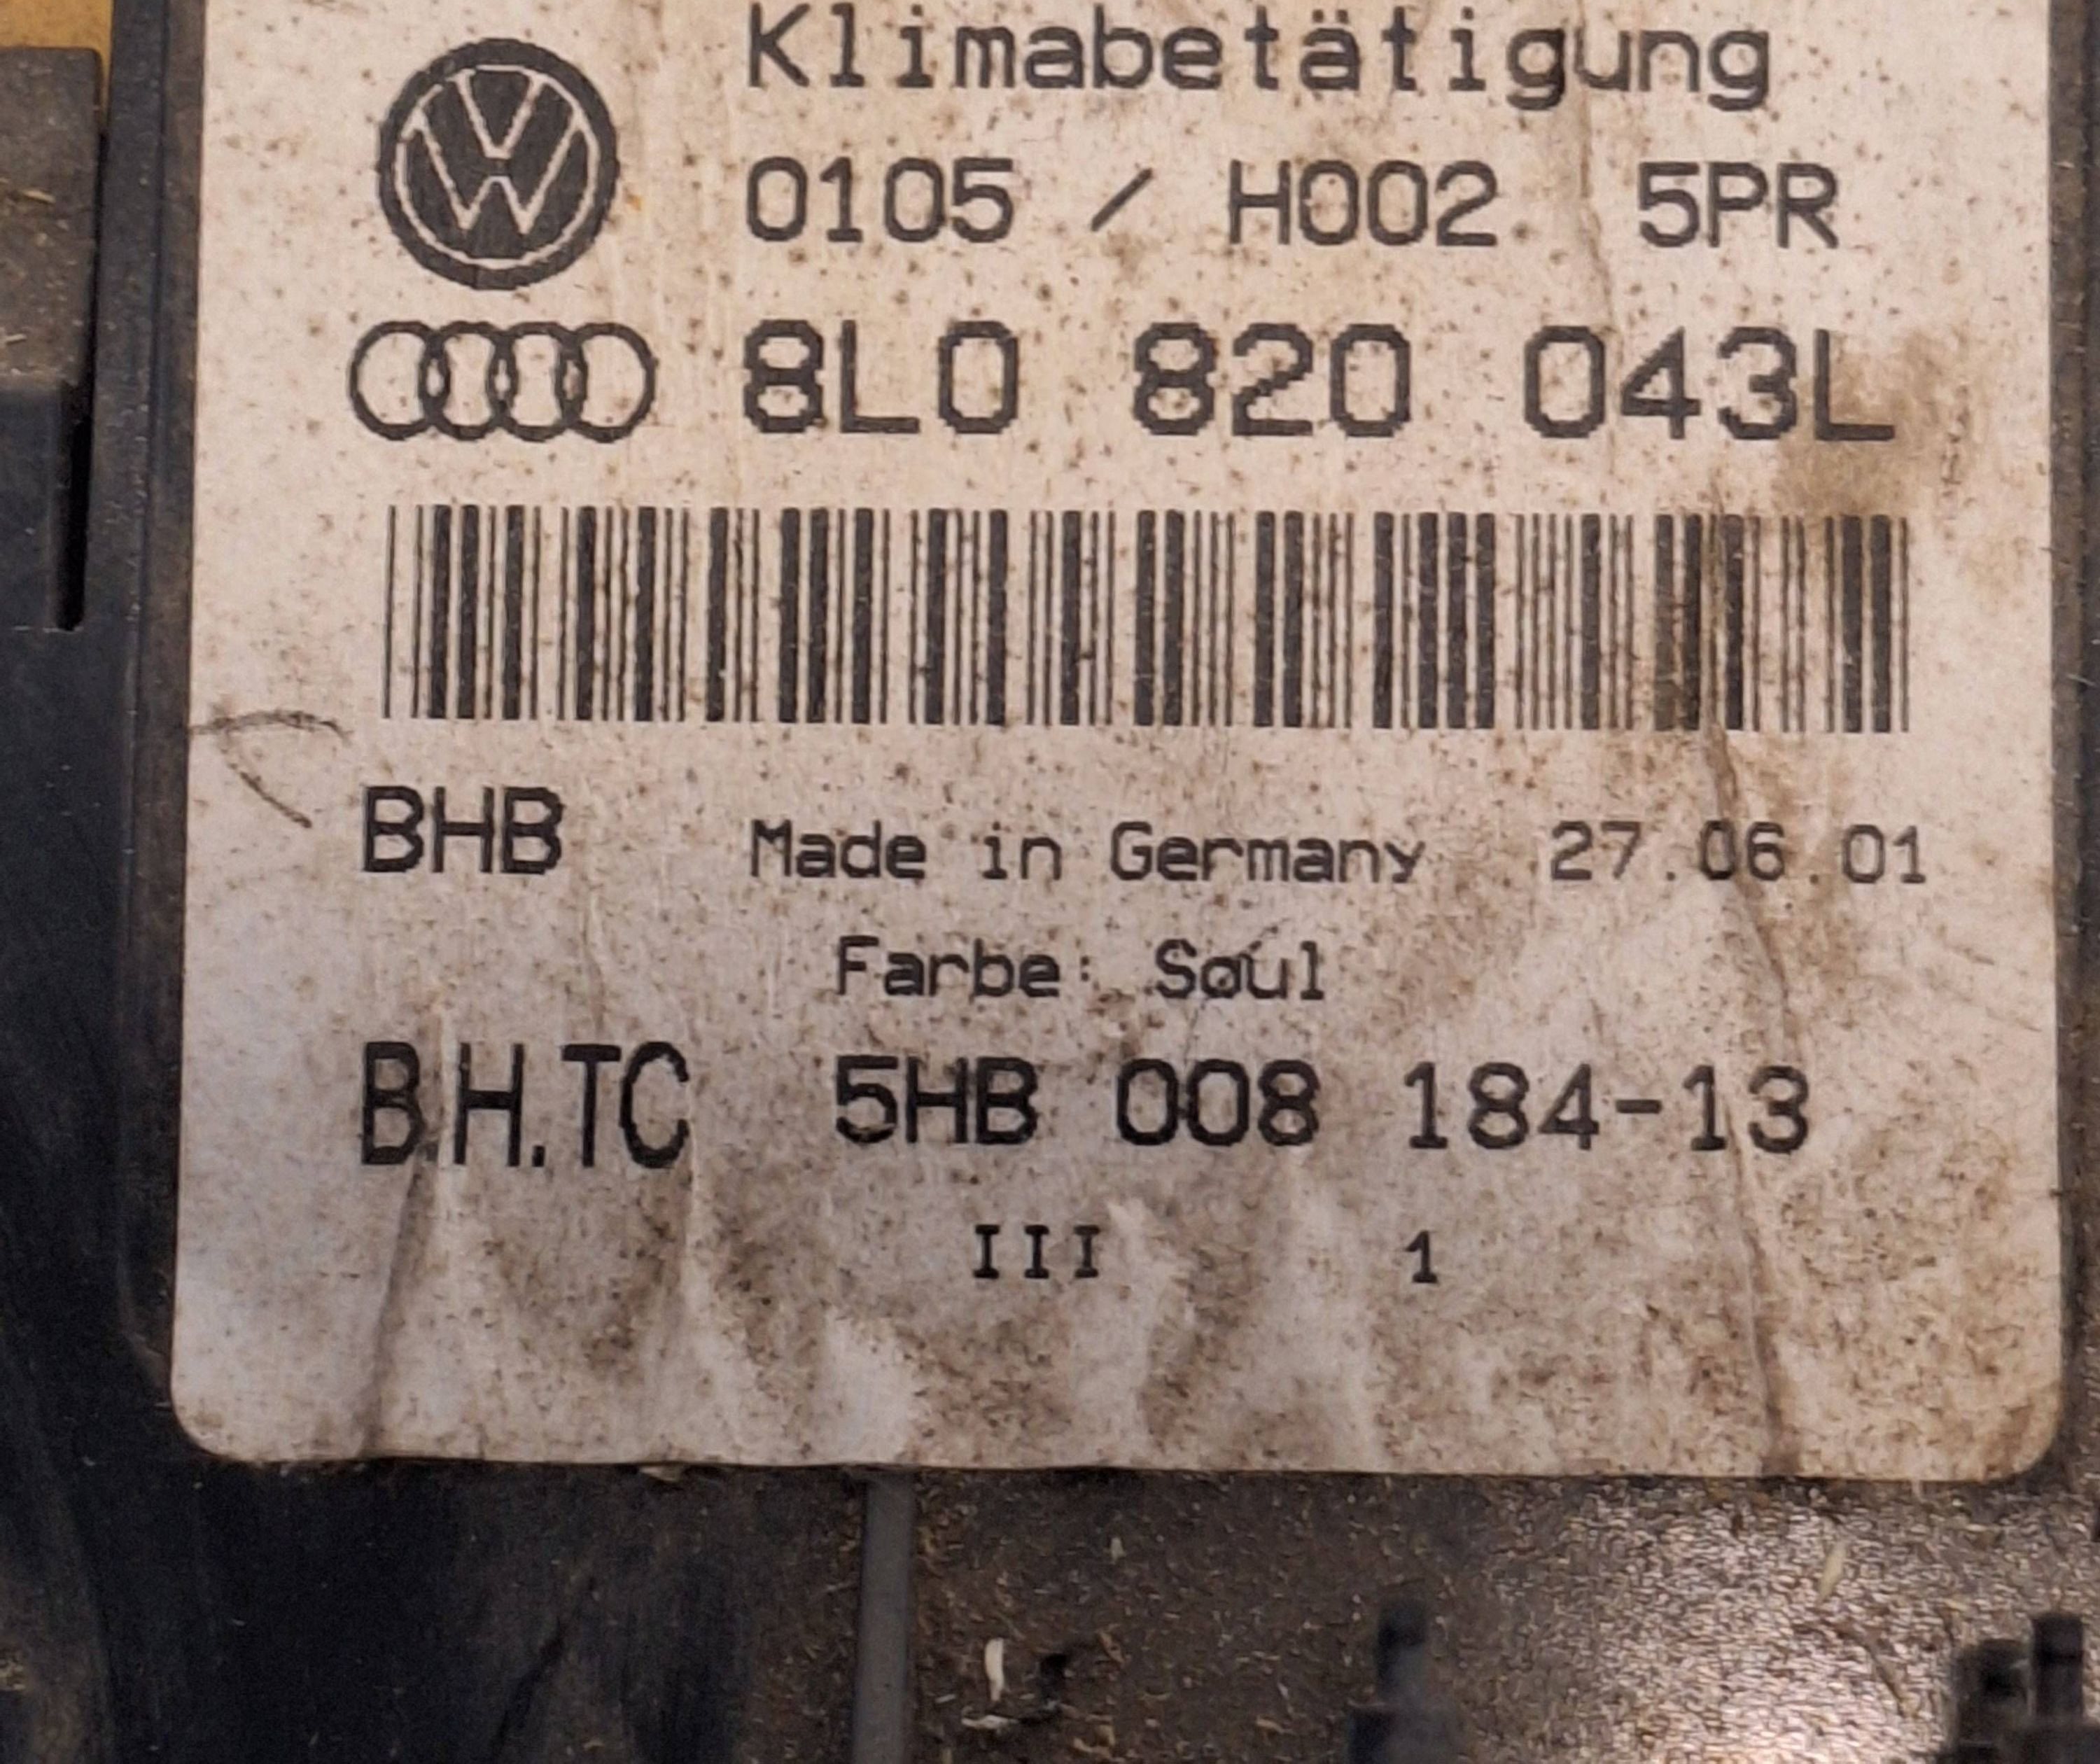 Klimabetätigung
0105 / H002 5PR
8L0 820 043L
BHB Made in Germany 27.06.01
Farbe: Soul
B.H.TC 5HB 008 184-13
III 1